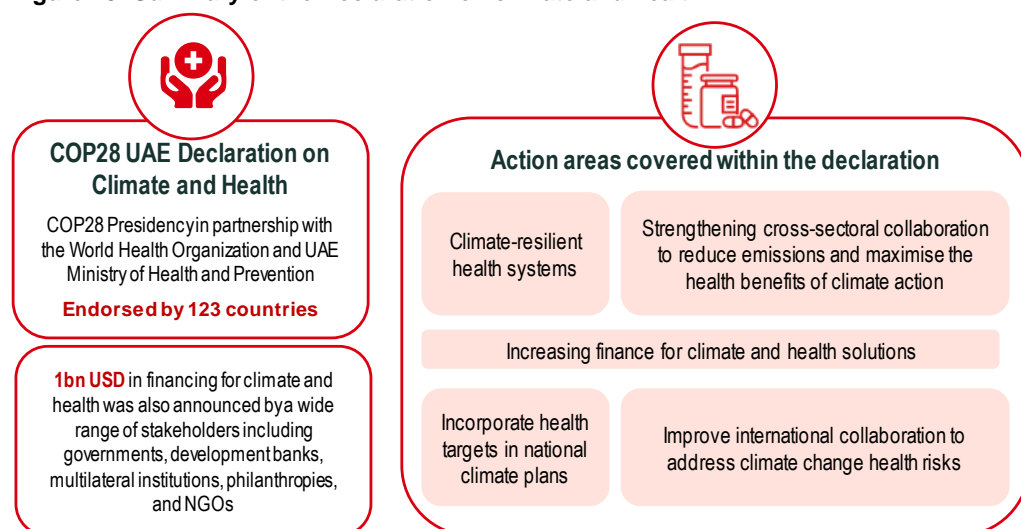 COP28 UAE Declaration on
Climate and Health
COP28 Presidency in partnership with
the World Health Organization and UAE
Ministry of Health and Prevention
Endorsed by 123 countries
1bn USD in financing for climate and
health was also announced by a wide
range of stakeholders including
governments, development banks,
multilateral institutions, philanthropies,
and NGOs
Action areas covered within the declaration
Climate-resilient
health systems
Strengthening cross-sectoral collaboration
to reduce emissions and maximise the
health benefits of climate action
Increasing finance for climate and health solutions
Incorporate health
targets in national
climate plans
Improve international collaboration to
address climate change health risks